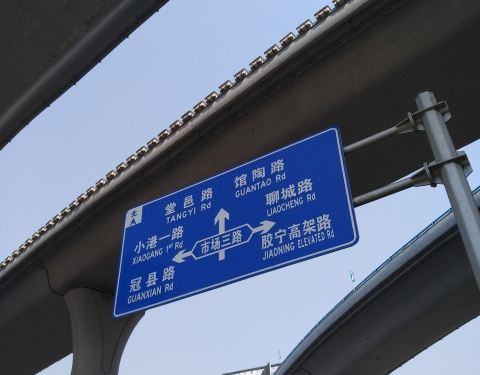 北
堂邑路 馆陶路
TANGYI Rd GUANTAO Rd
小港一路 聊城路
XIAOGANG 1ST Rd LIAOCHENG Rd
市场三路
冠县路 胶宁高架路
GUANXIAN Rd JIAONING ELEVATED Rd